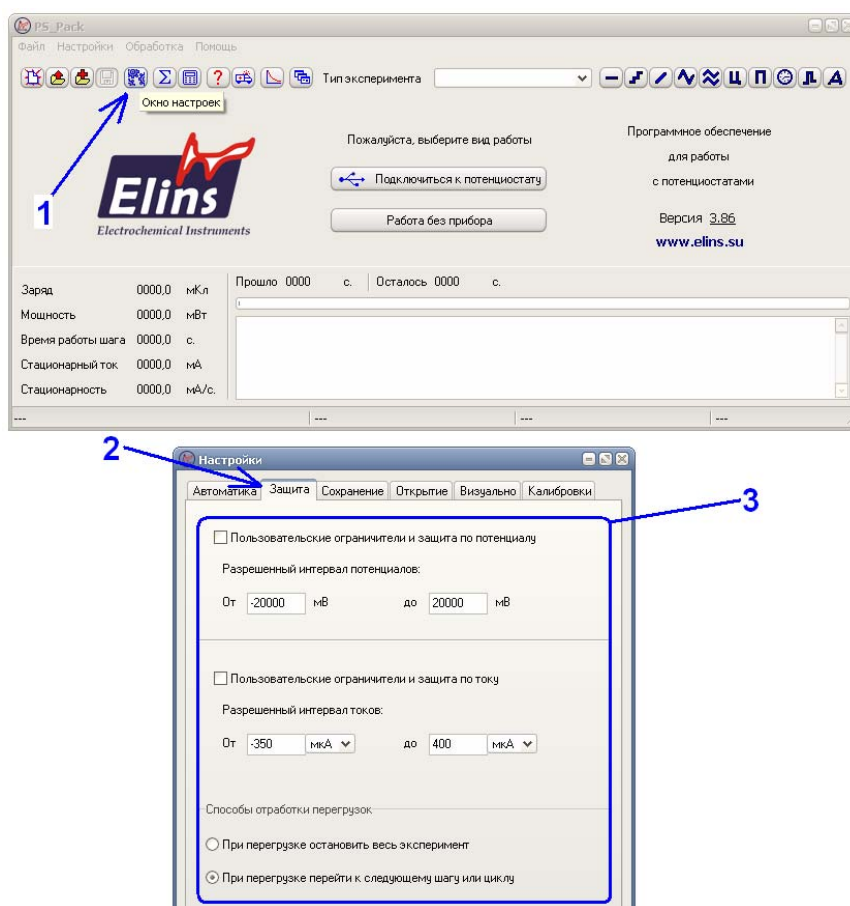 PS_Pack
Файл Настройки Обработка Помощь
Тип эксперимента
Ц П
Окно настроек
1
Elins
Electrochemical Instruments
Пожалуйста, выберите вид работы
Подключиться к потенциостату
Работа без прибора
Программное обеспечение
для работы
с потенциостатами
Версия 3.86
www.elins.su
Заряд 0000,0 мКл
Мощность 0000,0 мВт
Время работы шага 0000,0 с.
Стационарный ток 0000,0 мА
Стационарность 0000,0 мА/с.
Прошло 0000 с. Осталось 0000 с.
--- --- --- ---
2
Настройки
Автоматика Защита Сохранение Открытие Визуально Калибровки
3
Пользовательские ограничители и защита по потенциалу
Разрешенный интервал потенциалов:
От -20000 мВ до 20000 мВ
Пользовательские ограничители и защита по току
Разрешенный интервал токов:
От -350 мкА до 400 мкА
Способы отработки перегрузок
При перегрузке остановить весь эксперимент
При перегрузке перейти к следующему шагу или циклу